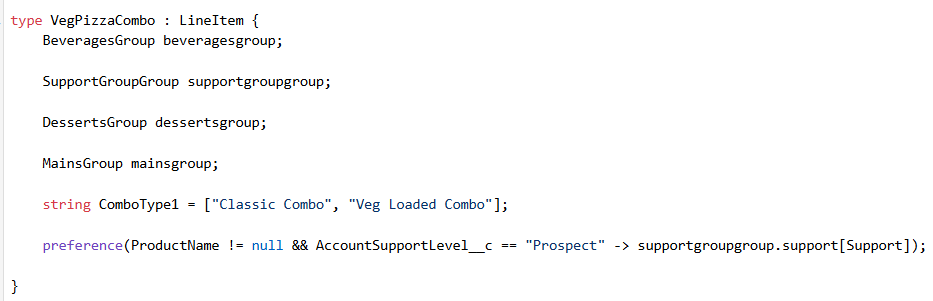 type VegPizzaCombo : LineItem {
BeveragesGroup beveragesgroup;
SupportGroupGroup supportgroupgroup;
DessertsGroup dessertsgroup;
MainsGroup mainsgroup;
string ComboType1 = ["Classic Combo", "Veg Loaded Combo"];
preference(ProductName != null && AccountSupportLevel__c == "Prospect" -> supportgroupgroup.support[Support]);
}